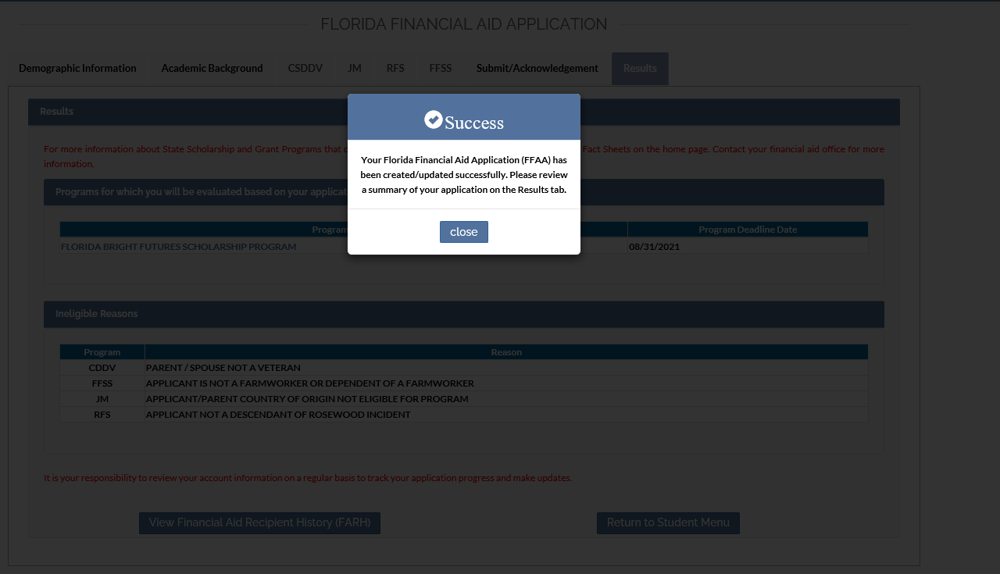 FLORIDA FINANCIAL AID APPLICATION
Demographic Information Academic Background CSDDV JM RFS FFSS Submit/Acknowledgement Results
Success
Your Florida Financial Aid Application (FFAA) has
been created/updated successfully. Please review
a summary of your application on the Results tab.
close
Results
For more information about State Scholarship and Grant Programs that Fact Sheets on the home page. Contact your financial aid office for more
information.
Programs for which you will be evaluated based on your
Program Deadline Date
FLORIDA BRIGHT FUTURES SCHOLARSHIP PROGRAM 08/31/2021
Ineligible Reasons
Program Reason
CDDV PARENT / SPOUSE NOT A VETERAN
FFSS APPLICANT IS NOT A FARMWORKER OR DEPENDENT OF A FARMWORKER
JM APPLICANT/PARENT COUNTRY OF ORIGIN NOT ELIGIBLE FOR PROGRAM
RFS APPLICANT NOT A DESCENDANT OF ROSEWOOD INCIDENT
It is your responsibility to review your account information on a regular basis to track your application progress and make updates.
View Financial Aid Recipient History (FARH) Return to Student Menu